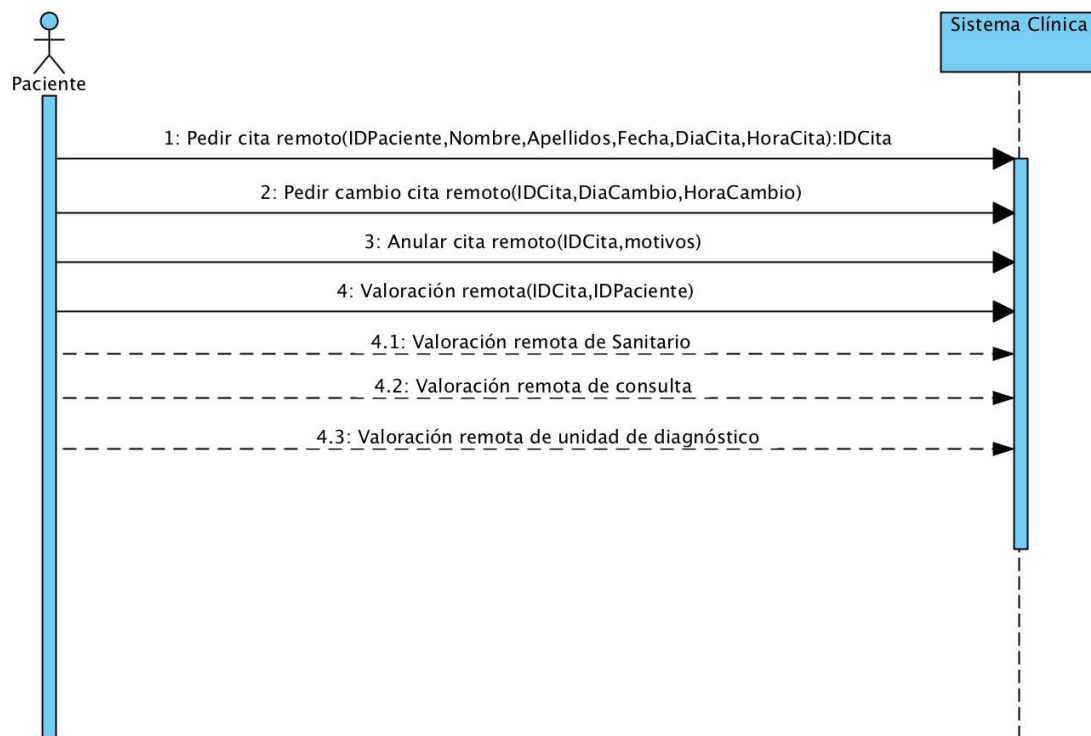 Sistema Clínica
Paciente
1: Pedir cita remoto(IDPaciente,Nombre,Apellidos,Fecha,DiaCita,HoraCita):IDCita
2: Pedir cambio cita remoto(IDCita,DiaCambio,HoraCambio)
3: Anular cita remoto(IDCita,motivos)
4: Valoración remota(IDCita,IDPaciente)
4.1: Valoración remota de Sanitario
4.2: Valoración remota de consulta
4.3: Valoración remota de unidad de diagnóstico